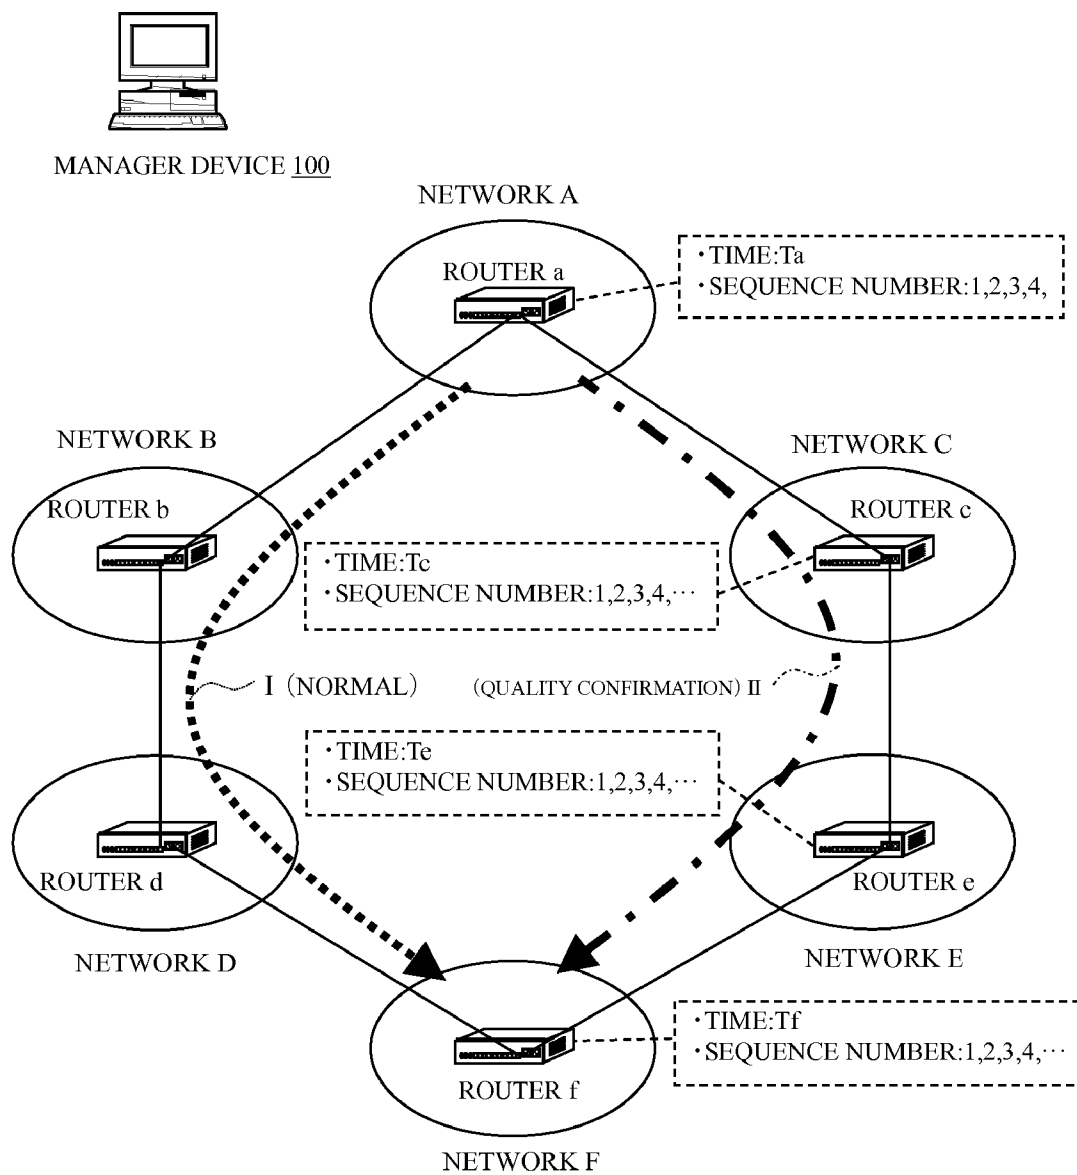 MANAGER DEVICE 100
NETWORK A
ROUTER a
・TIME:Ta
・SEQUENCE NUMBER:1,2,3,4,
NETWORK B
ROUTER b
NETWORK C
ROUTER c
・TIME:Tc
・SEQUENCE NUMBER:1,2,3,4,…
I (NORMAL)
(QUALITY CONFIRMATION) II
・TIME:Te
・SEQUENCE NUMBER:1,2,3,4,…
ROUTER d
NETWORK D
ROUTER e
NETWORK E
・TIME:Tf
・SEQUENCE NUMBER:1,2,3,4,…
ROUTER f
NETWORK F